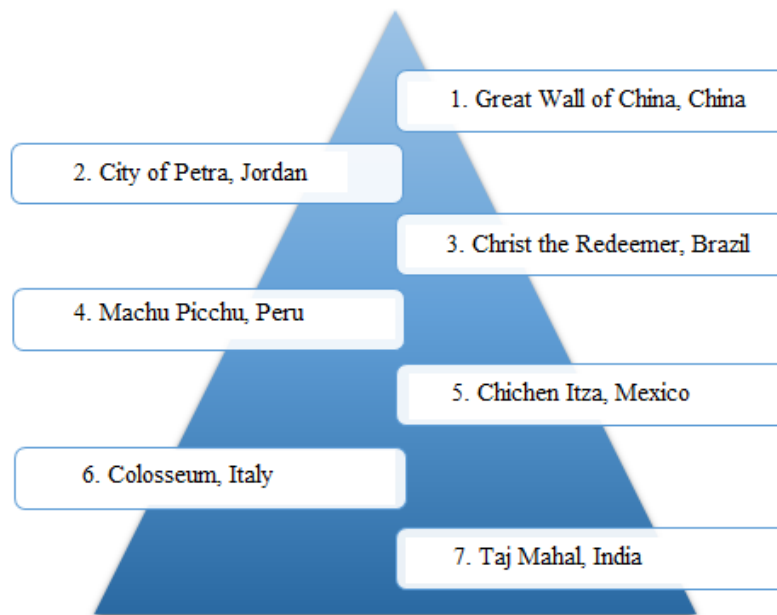 1. Great Wall of China, China
2. City of Petra, Jordan
3. Christ the Redeemer, Brazil
4. Machu Picchu, Peru
5. Chichen Itza, Mexico
6. Colosseum, Italy
7. Taj Mahal, India